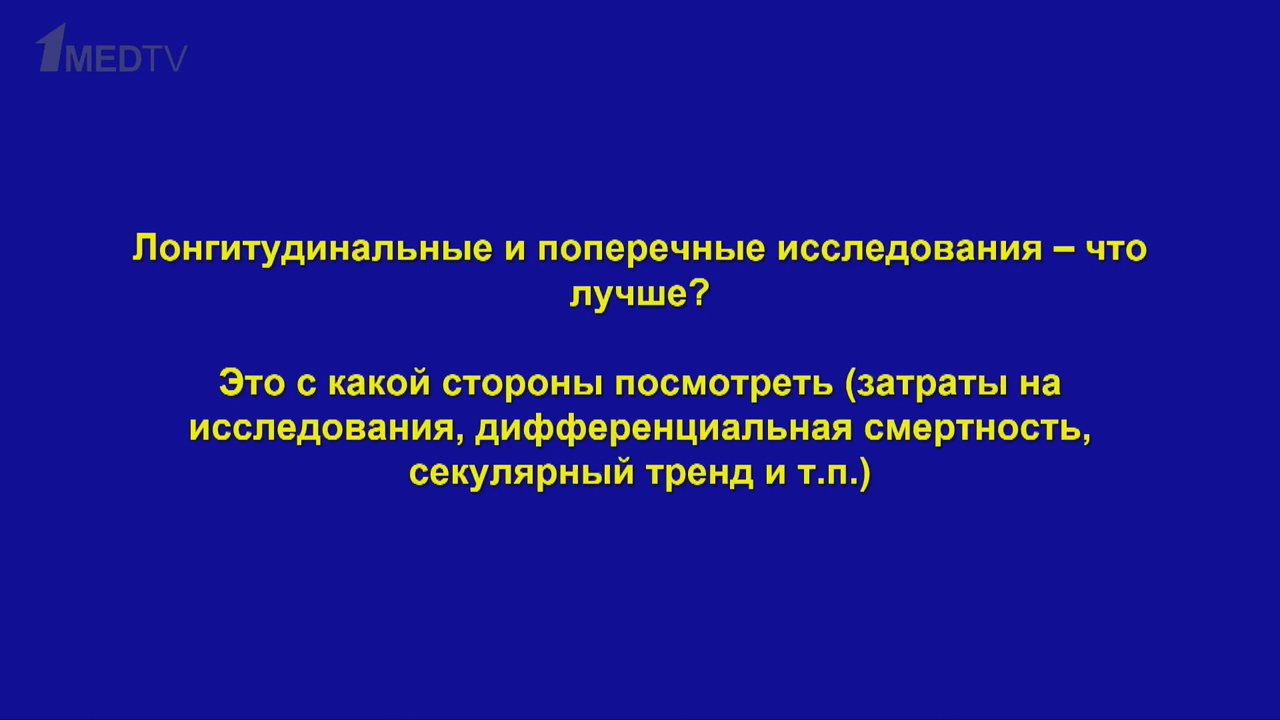 1MEDTV
Лонгитудинальные и поперечные исследования – что
лучше?
Это с какой стороны посмотреть (затраты на
исследования, дифференциальная смертность,
секулярный тренд и т.п.)